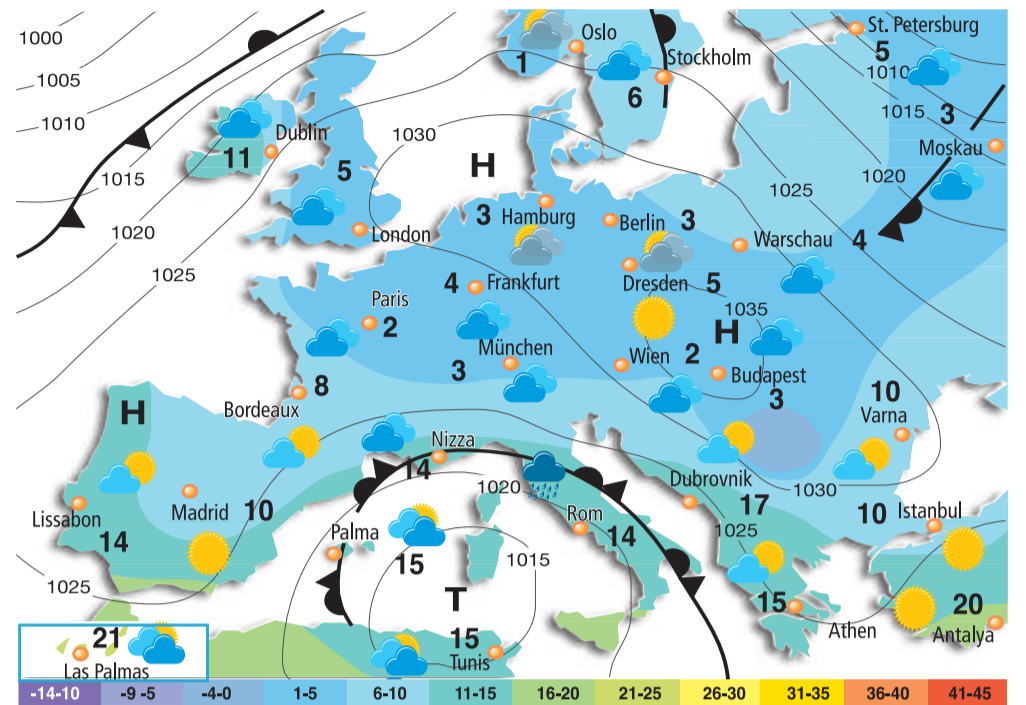 1000
Oslo
St. Petersburg
1
Stockholm
5
1005
6
1010
1010
1015
3
Dublin
1030
Moskau
11
5
H
1015
1025
1020
3
Hamburg
Berlin
3
1020
London
Warschau
4
1025
4
Frankfurt
Dresden
5
Paris
1035
2
H
München
Wien
2
3
Budapest
8
3
10
Bordeaux
Varna
H
Nizza
14
Dubrovnik
1020
1030
Lissabon
Madrid
10
17
10
Istanbul
Palma
Rom
14
1025
14
15
1015
1025
T
15
20
21
15
Athen
Antalya
Las Palmas
Tunis
-14-10 -9 -5 -4-0 1-5 6-10 11-15 16-20 21-25 26-30 31-35 36-40 41-45